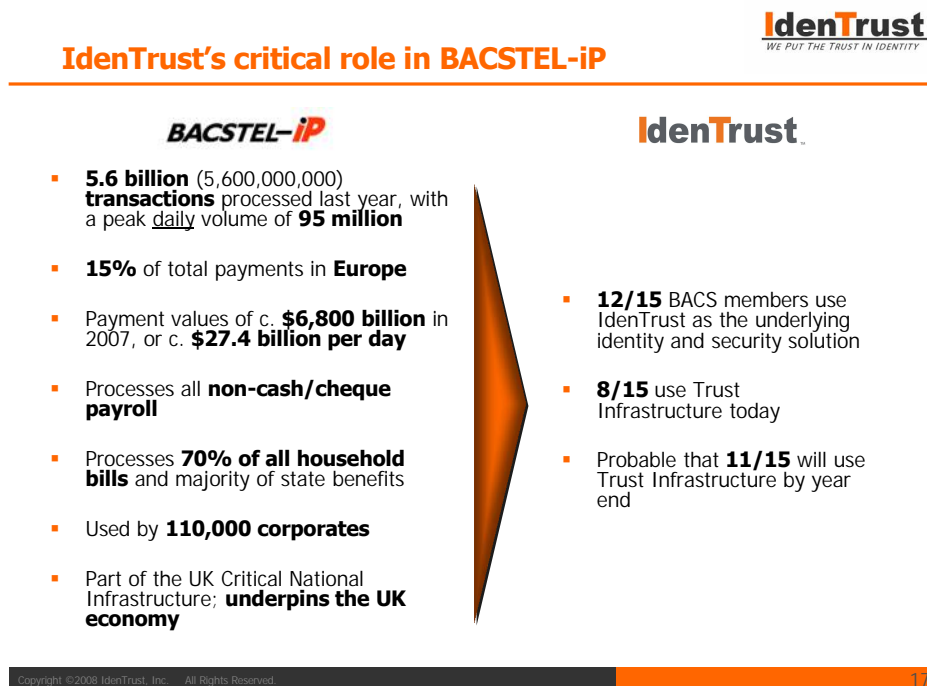 IdenTrust
WE PUT THE TRUST IN IDENTITY
IdenTrust’s critical role in BACSTEL-iP
BACSTEL–iP
▪ 5.6 billion (5,600,000,000)
transactions processed last year, with
a peak daily volume of 95 million
▪ 15% of total payments in Europe
▪ Payment values of c. $6,800 billion in
2007, or c. $27.4 billion per day
▪ Processes all non-cash/cheque
payroll
▪ Processes 70% of all household
bills and majority of state benefits
▪ Used by 110,000 corporates
▪ Part of the UK Critical National
Infrastructure; underpins the UK
economy
IdenTrust™
▪ 12/15 BACS members use
IdenTrust as the underlying
identity and security solution
▪ 8/15 use Trust
Infrastructure today
▪ Probable that 11/15 will use
Trust Infrastructure by year
end
Copyright ©2008 IdenTrust, Inc. All Rights Reserved.
17